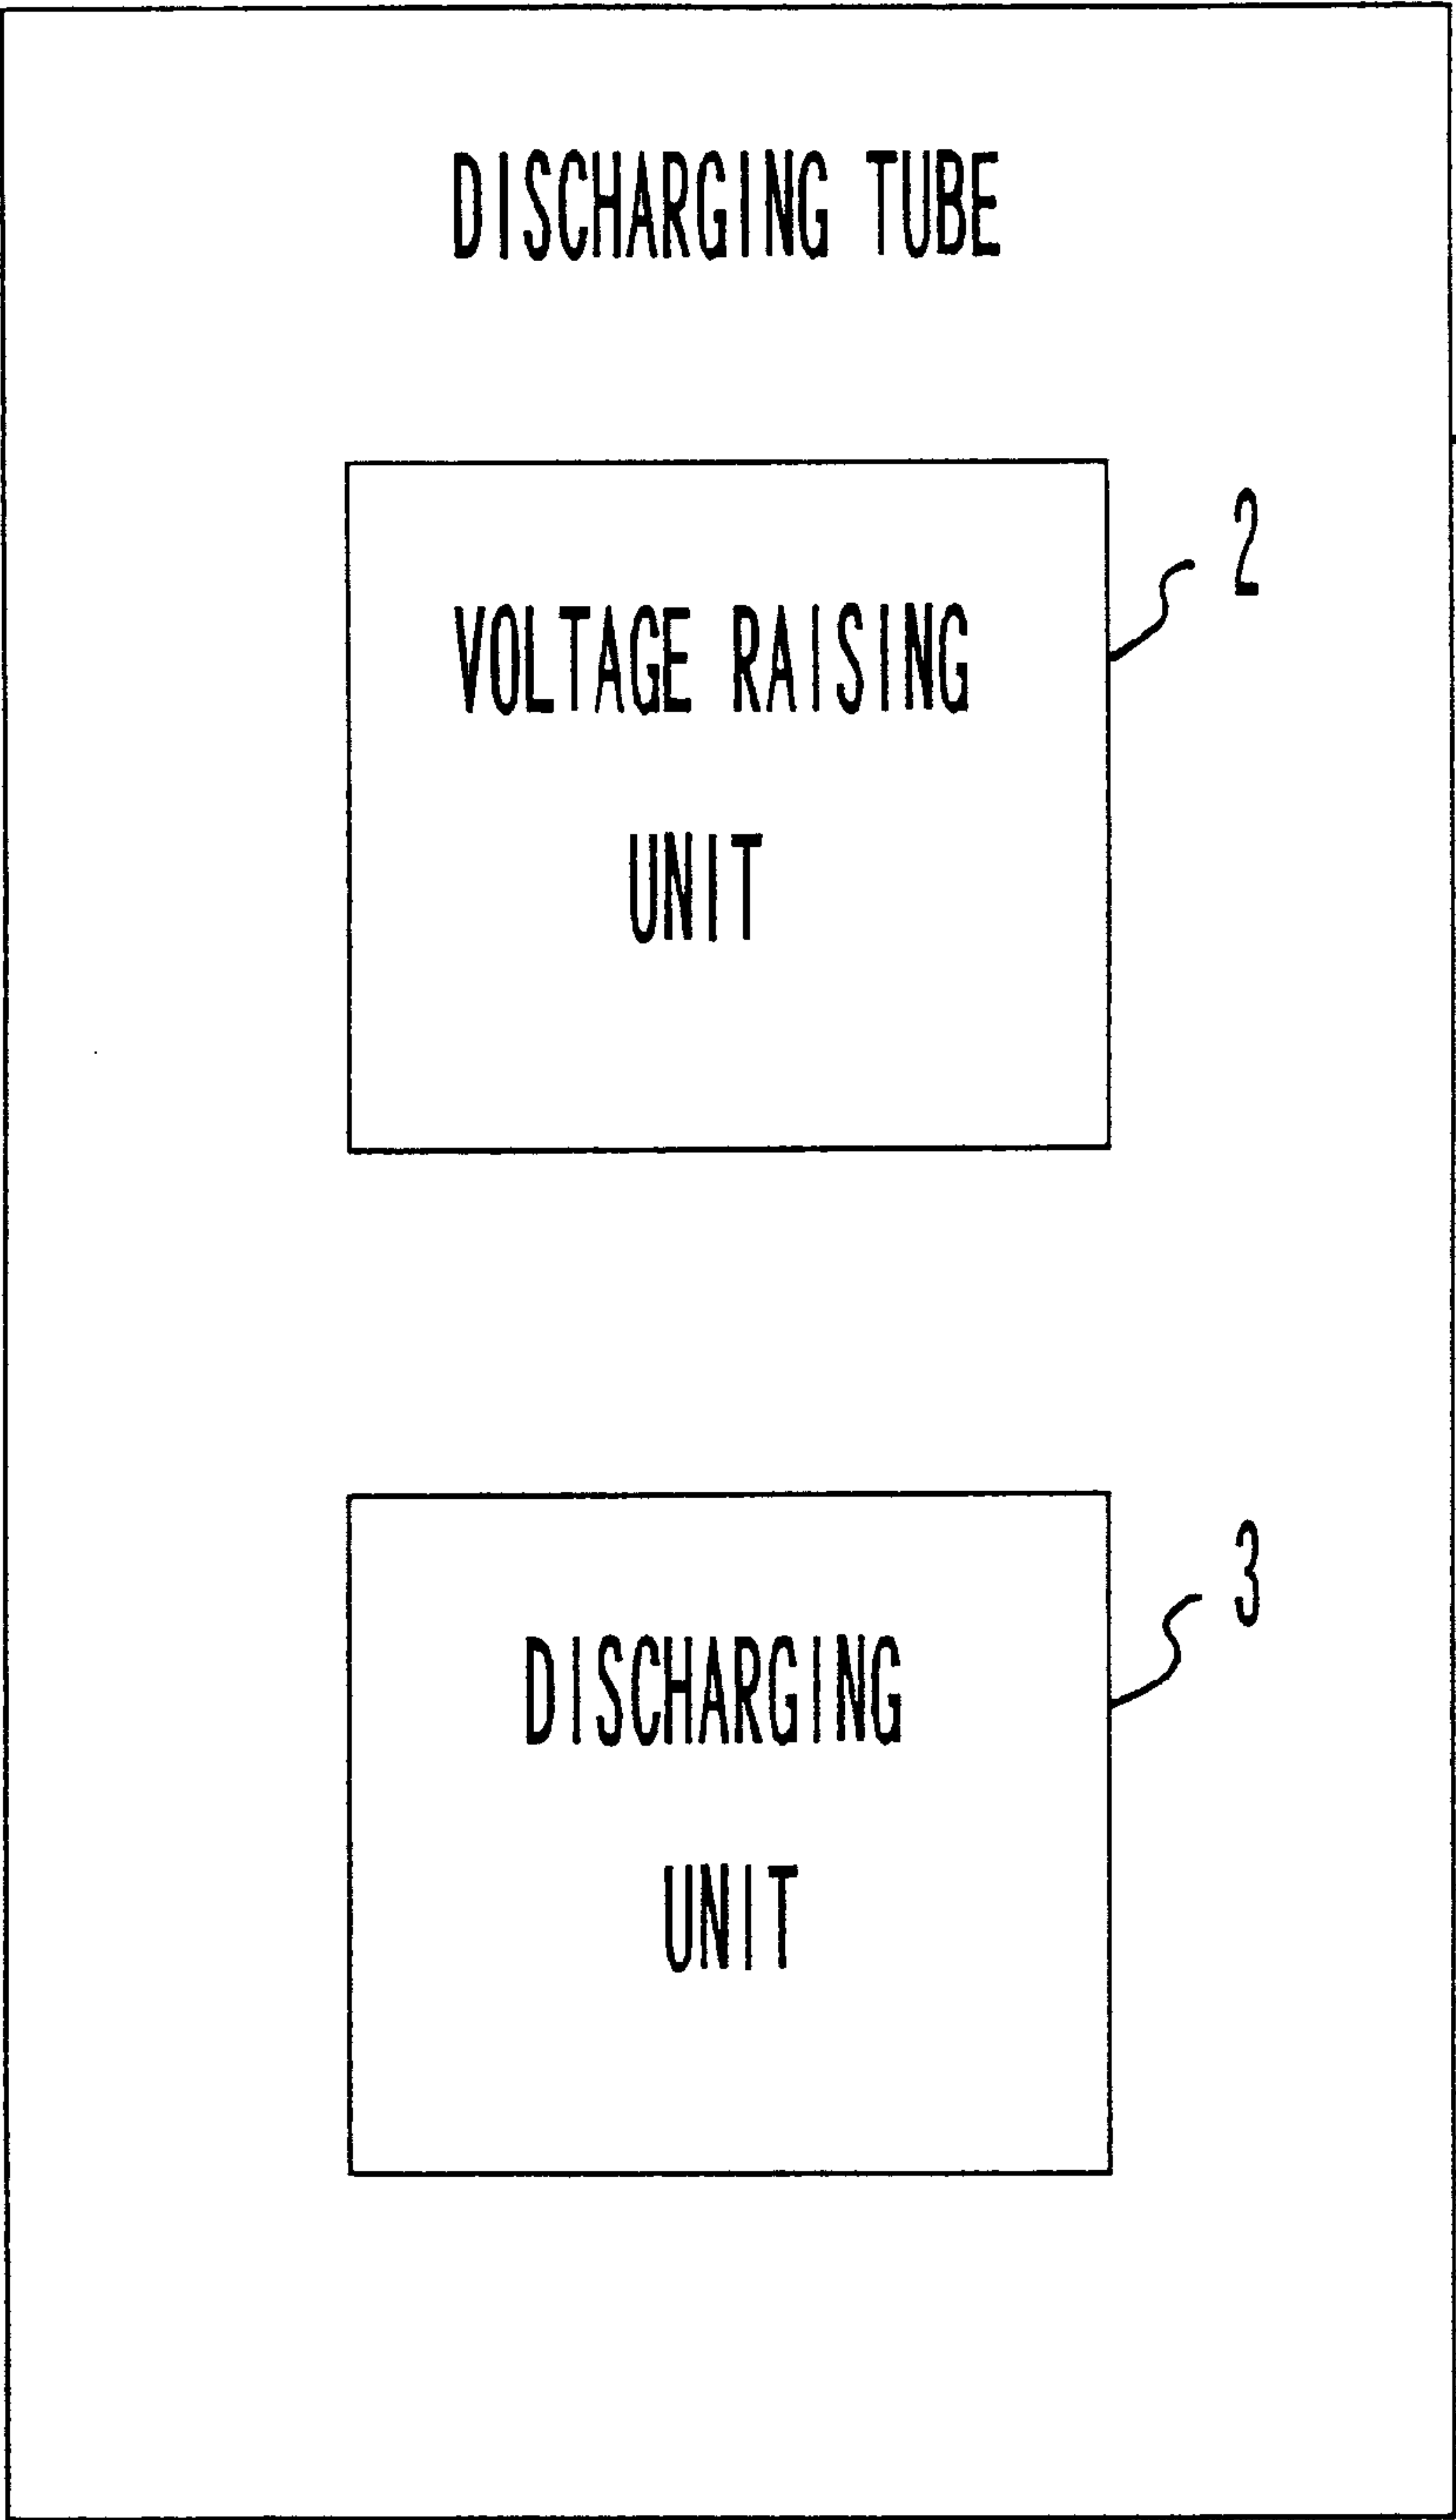 DISCHARGING TUBE
VOLTAGE RAISING
UNIT
2
DISCHARGING
UNIT
3